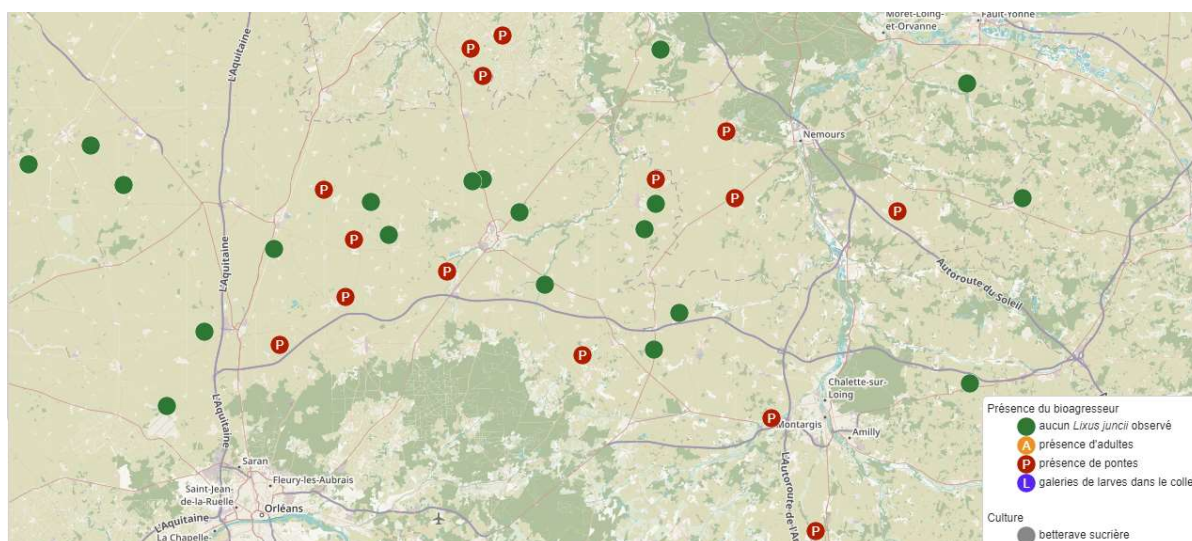 Moret-Loing-
et-Orvanne
Fault-Yonne
L'Aquitaine
L'Aquitaine
P
P
P
P
Nemours
P
P
P
P
P
L'Aquitaine
P
Autoroute du Soleil
P
P
P
Chalette-sur-
Loing
P
Montargis
Amilly
L'Aquitaine
Saran
Fleury-les-Aubrais
Saint-Jean-
de-la-Ruelle
Orléans
L'Aquitaine
La Chapelle-
L'Autoroute de l'A
P
Présence du bioagresseur
aucun Lixus juncii observé
A présence d'adultes
P présence de pontes
L galeries de larves dans le colle
Culture
betterave sucrière